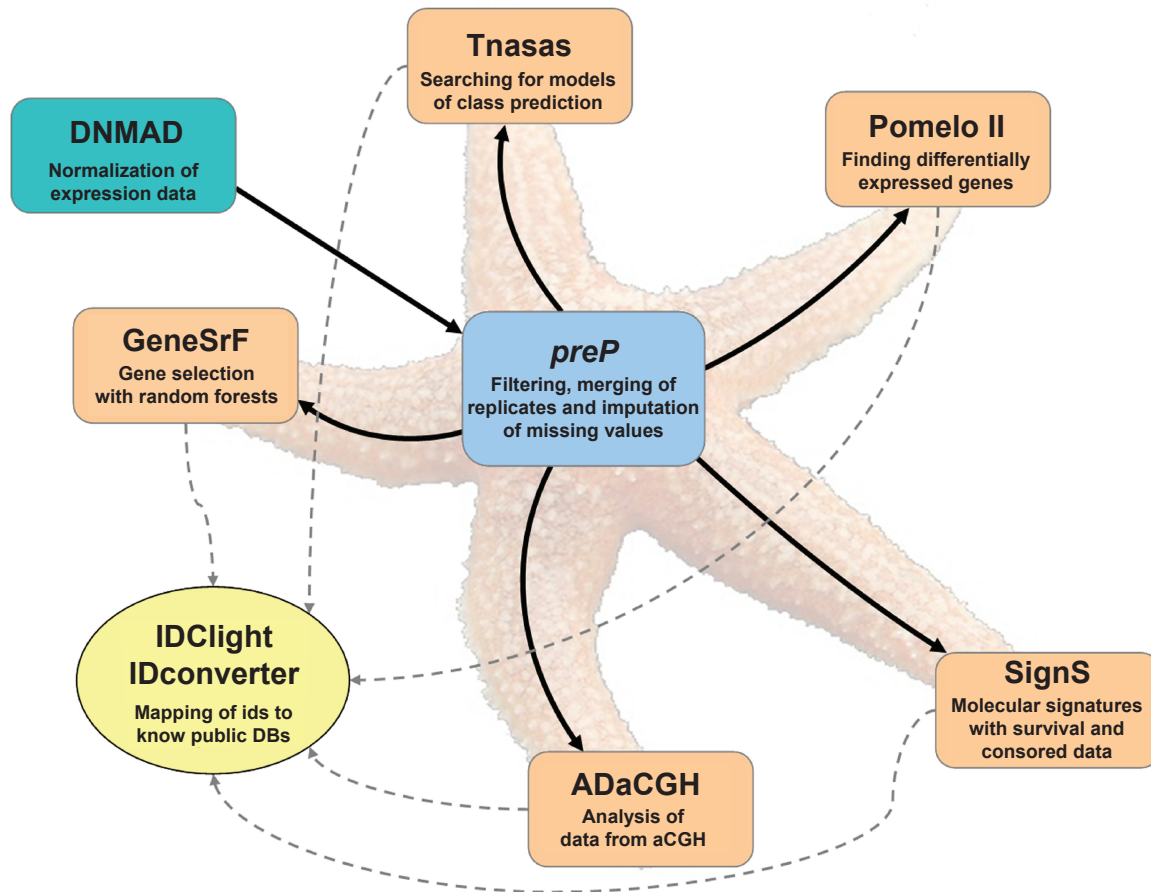 Tnasas
Searching for models
of class prediction
DNMAD
Normalization of
expression data
Pomelo II
Finding differentially
expressed genes
GeneSrF
Gene selection
with random forests
preP
Filtering, merging of
replicates and imputation
of missing values
IDClight
IDconverter
Mapping of ids to
know public DBs
SignS
Molecular signatures
with survival and
consored data
ADaCGH
Analysis of
data from aCGH